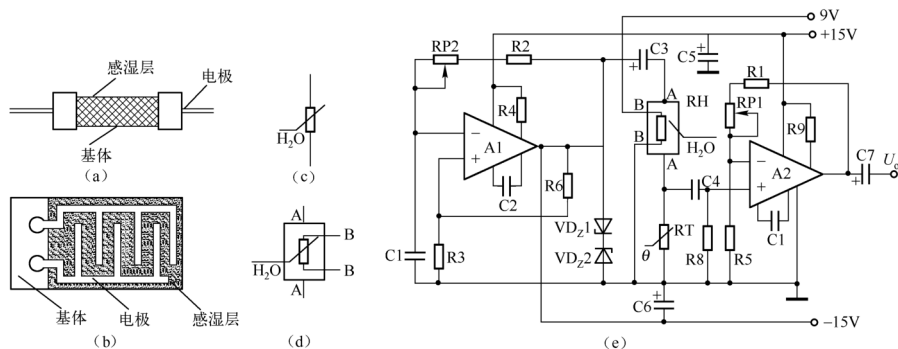 感湿层
电极
基体
(a)
基体
电极
感湿层
(b)
H₂O
(c)
A
B
H₂O
B
A
(d)
9V
+15V
RP2
R2
C3
C5
R1
A
RH
B
B
H₂O
A
RP1
R9
R4
A1
C2
R6
A2
C7
C4
VDZ1
VDZ2
RT
θ
C1
R3
R8
R5
C1
C6
−15V
(e)